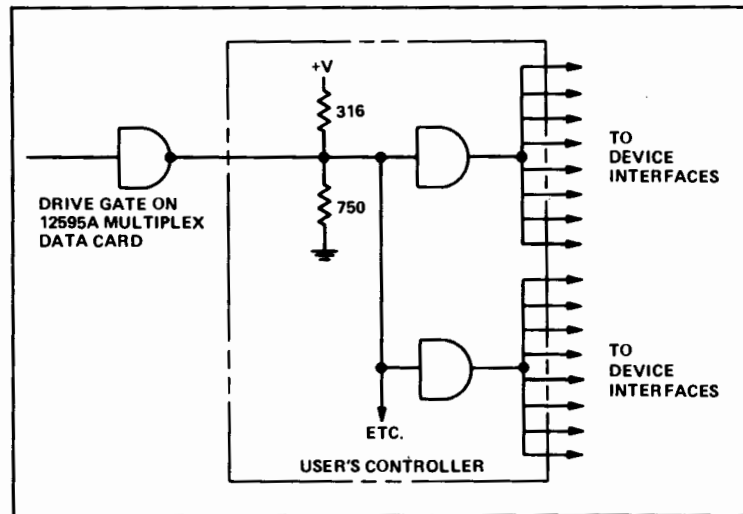 +V
316
750
DRIVE GATE ON
12595A MULTIPLEX
DATA CARD
TO
DEVICE
INTERFACES
TO
DEVICE
INTERFACES
ETC.
USER'S CONTROLLER